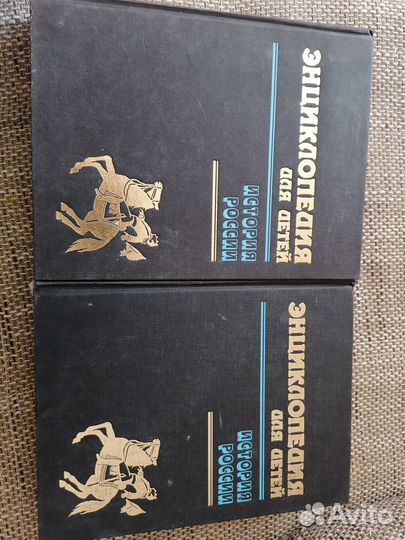 ЭНЦИКЛОПЕДИЯ
ДЛЯ ДЕТЕЙ
ИСТОРИЯ
РОССИИ
ЭНЦИКЛОПЕДИЯ
ДЛЯ ДЕТЕЙ
ИСТОРИЯ
РОССИИ
Avito